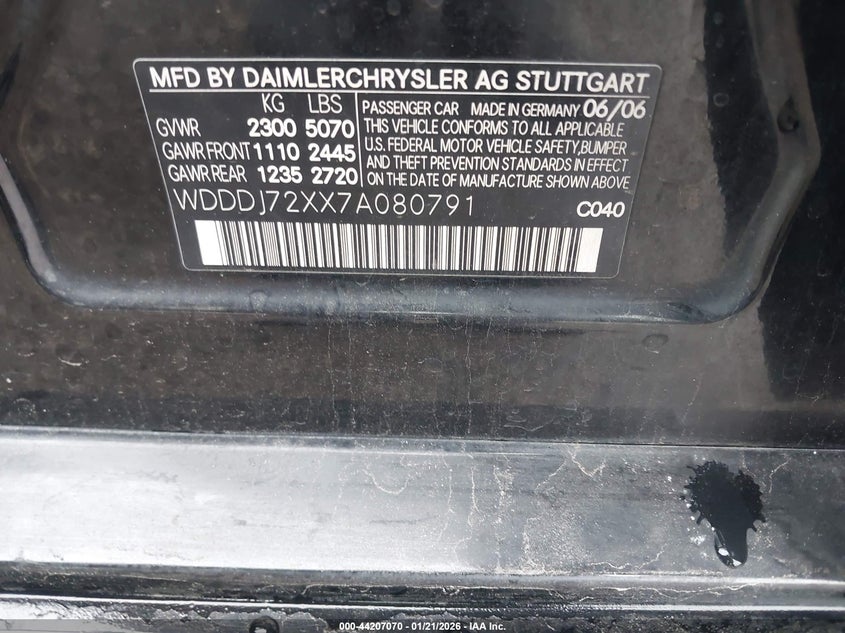 MFD BY DAIMLERCHRYSLER AG STUTTGART
KG LBS
GVWR 2300 5070
GAWR FRONT 1110 2445
GAWR REAR 1235 2720
PASSENGER CAR MADE IN GERMANY 06/06
THIS VEHICLE CONFORMS TO ALL APPLICABLE
U.S. FEDERAL MOTOR VEHICLE SAFETY,BUMPER
AND THEFT PREVENTION STANDARDS IN EFFECT
ON THE DATE OF MANUFACTURE SHOWN ABOVE
WDDDJ72XX7A080791 C040
000-44207070 - 01/21/2026 - IAA Inc.